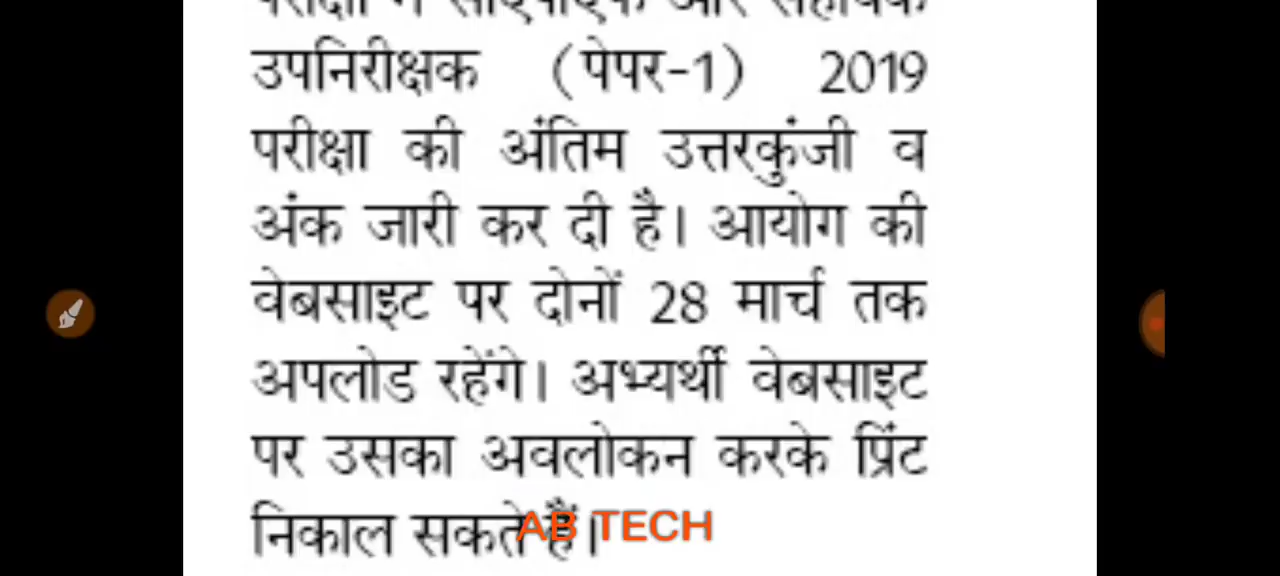 उपनिरीक्षक (पेपर-1) 2019
परीक्षा की अंतिम उत्तरकुंजी व
अंक जारी कर दी है। आयोग की
वेबसाइट पर दोनों 28 मार्च तक
अपलोड रहेंगे। अभ्यर्थी वेबसाइट
पर उसका अवलोकन करके प्रिंट
निकाल सकते हैं।
AB TECH